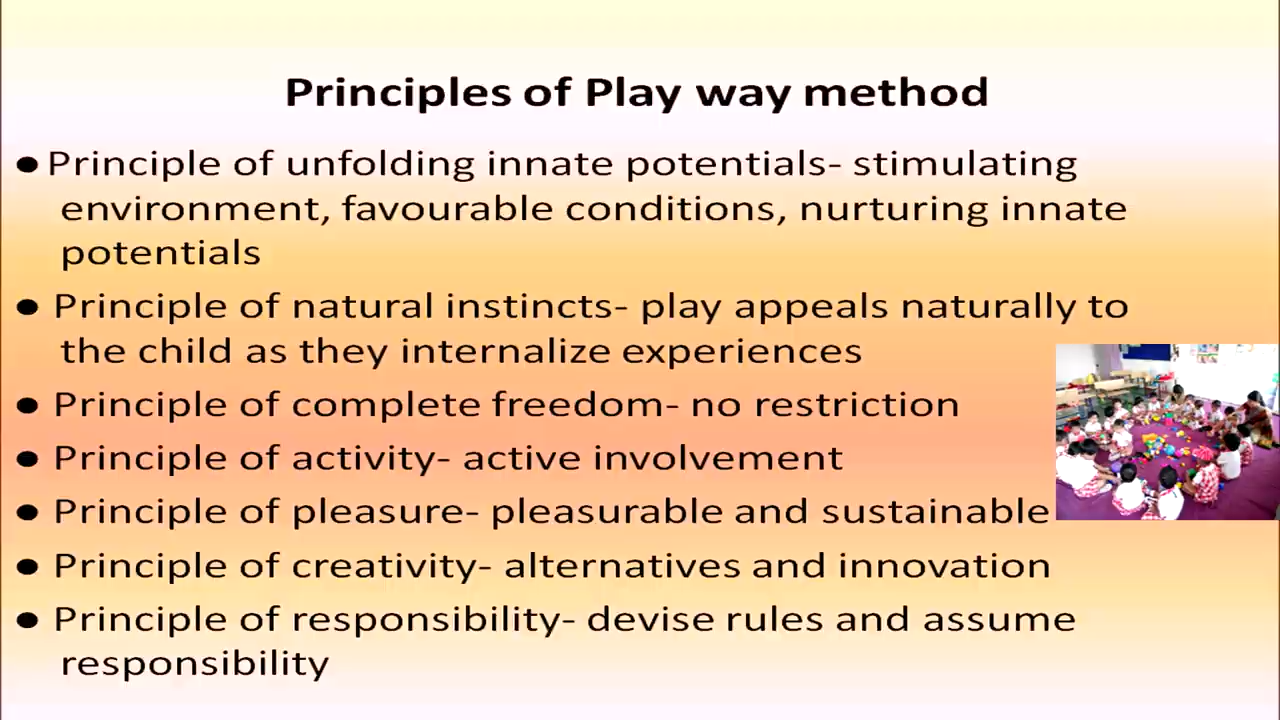 Principles of Play way method
● Principle of unfolding innate potentials- stimulating
environment, favourable conditions, nurturing innate
potentials
● Principle of natural instincts- play appeals naturally to
the child as they internalize experiences
● Principle of complete freedom- no restriction
● Principle of activity- active involvement
● Principle of pleasure- pleasurable and sustainable
● Principle of creativity- alternatives and innovation
● Principle of responsibility- devise rules and assume
responsibility